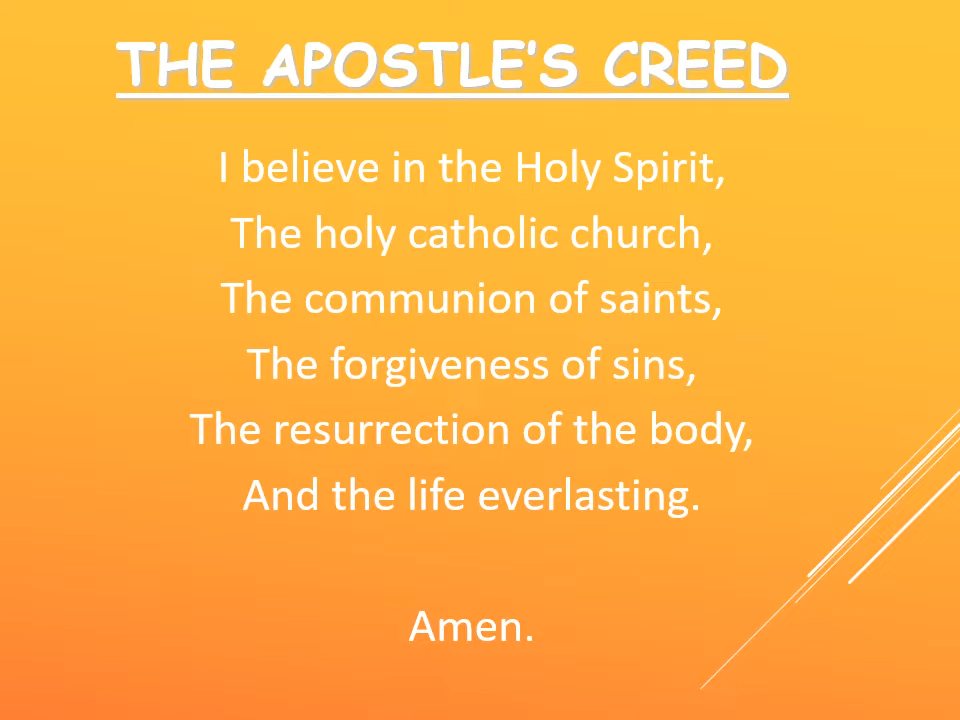 THE APOSTLE'S CREED
I believe in the Holy Spirit,
The holy catholic church,
The communion of saints,
The forgiveness of sins,
The resurrection of the body,
And the life everlasting.
Amen.